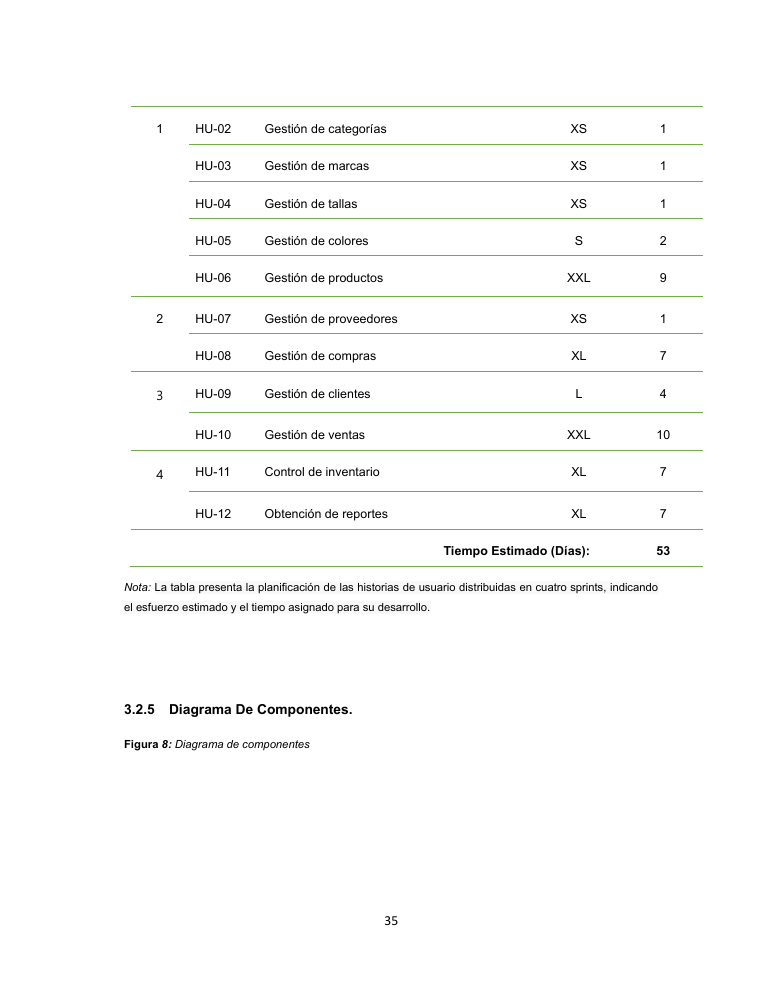 1 HU-02 Gestión de categorías XS 1
HU-03 Gestión de marcas XS 1
HU-04 Gestión de tallas XS 1
HU-05 Gestión de colores S 2
HU-06 Gestión de productos XXL 9
2 HU-07 Gestión de proveedores XS 1
HU-08 Gestión de compras XL 7
3 HU-09 Gestión de clientes L 4
HU-10 Gestión de ventas XXL 10
4 HU-11 Control de inventario XL 7
HU-12 Obtención de reportes XL 7
Tiempo Estimado (Días): 53
Nota: La tabla presenta la planificación de las historias de usuario distribuidas en cuatro sprints, indicando
el esfuerzo estimado y el tiempo asignado para su desarrollo.
3.2.5 Diagrama De Componentes.
Figura 8: Diagrama de componentes
35